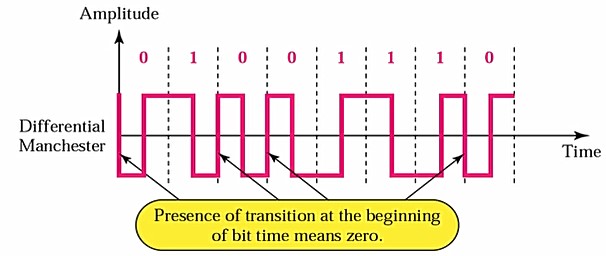 Amplitude
0 1 0 0 1 1 1 0
Differential
Manchester
Time
Presence of transition at the beginning
of bit time means zero.